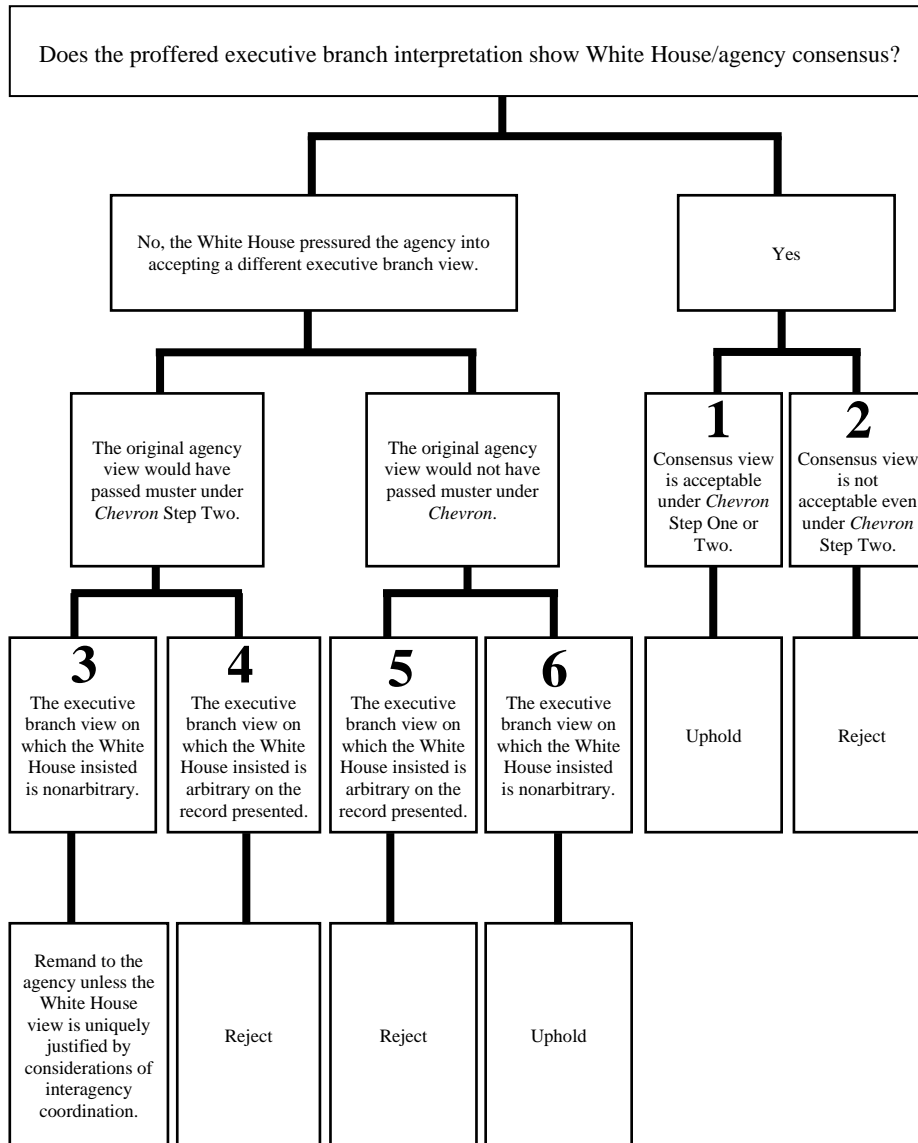 Does the proffered executive branch interpretation show White House/agency consensus?
No, the White House pressured the agency into
accepting a different executive branch view.
Yes
The original agency
view would have
passed muster under
Chevron Step Two.
The original agency
view would not have
passed muster under
Chevron.
1
Consensus view
is acceptable
under Chevron
Step One or
Two.
2
Consensus view
is not
acceptable even
under Chevron
Step Two.
3
The executive
branch view on
which the White
House insisted
is nonarbitrary.
4
The executive
branch view on
which the White
House insisted is
arbitrary on the
record presented.
5
The executive
branch view on
which the White
House insisted is
arbitrary on the
record presented.
6
The executive
branch view on
which the White
House insisted
is nonarbitrary.
Uphold
Reject
Remand to the
agency unless the
White House
view is uniquely
justified by
considerations of
interagency
coordination.
Reject
Reject
Uphold